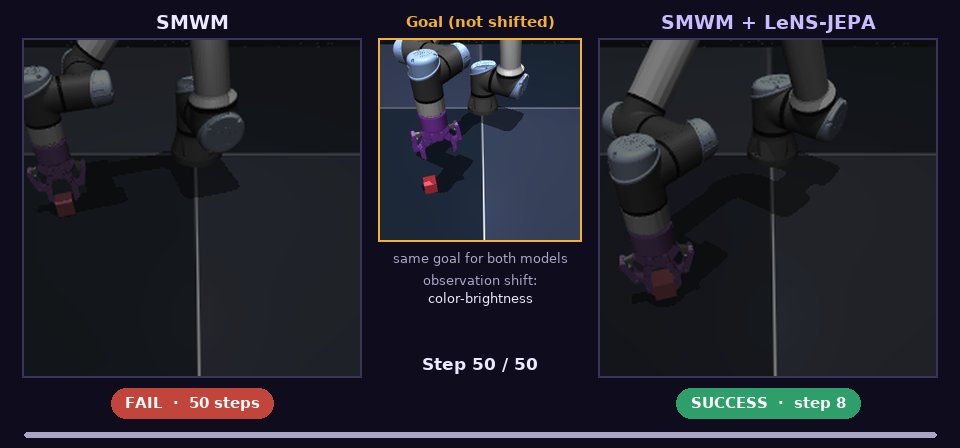 SMWM
Goal (not shifted)
SMWM + LeNS-JEPA
same goal for both models
observation shift:
color-brightness
Step 50 / 50
FAIL · 50 steps
SUCCESS · step 8